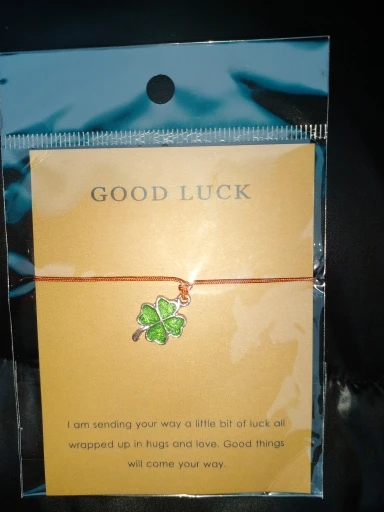 GOOD LUCK
I am sending your way a little bit of luck all
wrapped up in hugs and love. Good things
will come your way.